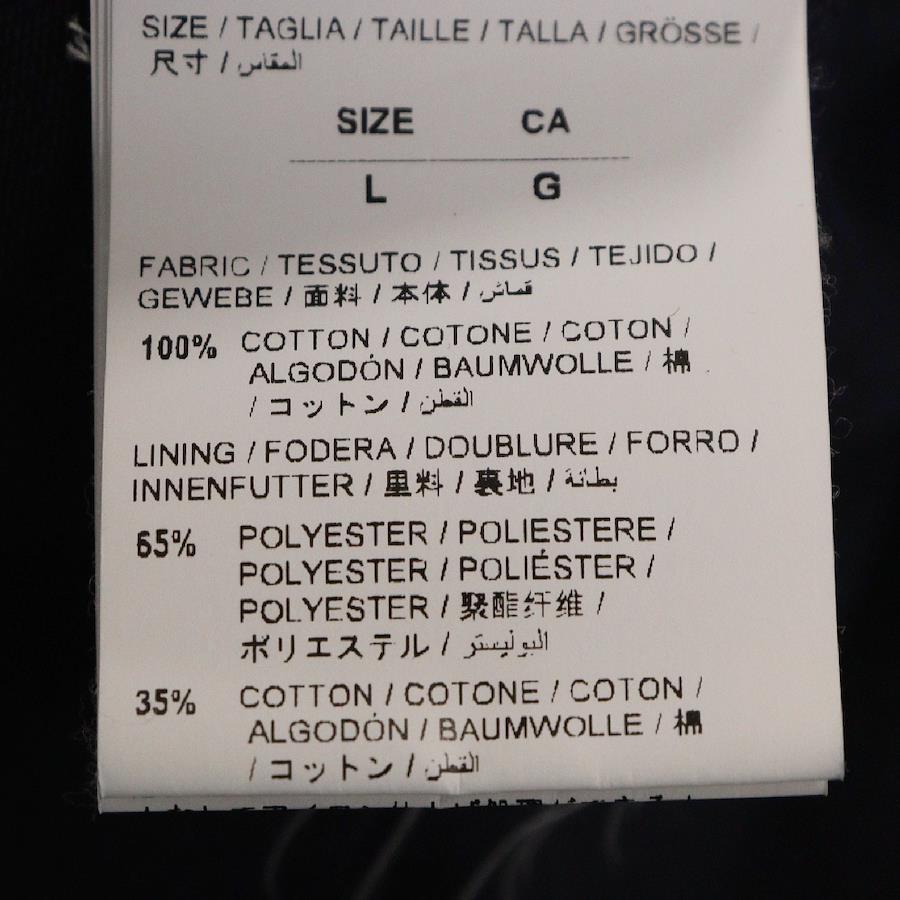 SIZE / TAGLIA / TAILLE / TALLA / GRÖSSE /
尺寸 / المقاس
SIZE CA
L G
FABRIC / TESSUTO / TISSUS / TEJIDO /
GEWEBE / 面料 / 本体 / قماش
100% COTTON / COTONE / COTON /
ALGODÓN / BAUMWOLLE / 棉
/ コットン / القطن
LINING / FODERA / DOUBLURE / FORRO /
INNENFUTTER / 里料 / 裏地 / بطانة
65% POLYESTER / POLIESTERE /
POLYESTER / POLIÉSTER /
POLYESTER / 聚酯纤维 /
ポリエステル / البوليستر
35% COTTON / COTONE / COTON /
ALGODÓN / BAUMWOLLE / 棉
/ コットン / القطن